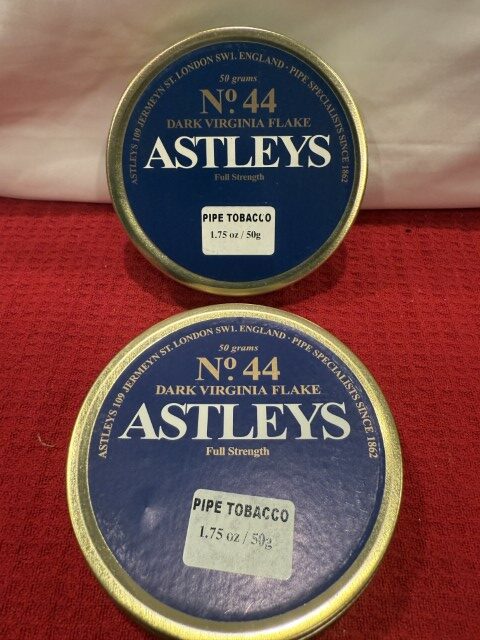 ASTLEYS 109 JERMEYN ST. LONDON SW1. ENGLAND · PIPE SPECIALISTS SINCE 1862
50 grams
Nº. 44
DARK VIRGINIA FLAKE
ASTLEYS
Full Strength
PIPE TOBACCO
1.75 oz / 50g
ASTLEYS 109 JERMEYN ST. LONDON SW1. ENGLAND · PIPE SPECIALISTS SINCE 1862
50 grams
Nº. 44
DARK VIRGINIA FLAKE
ASTLEYS
Full Strength
PIPE TOBACCO
1.75 oz / 50g